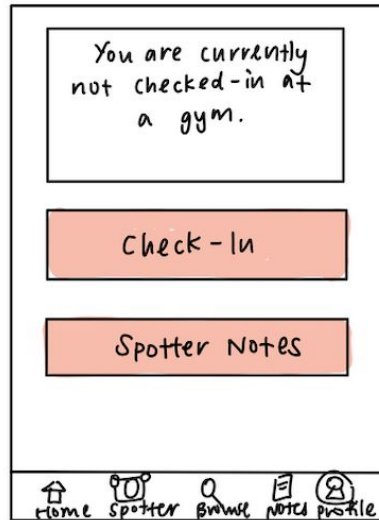 You are currently
not checked-in at
a gym.
Check-In
Spotter Notes
Home Spotter Browse Notes Profile